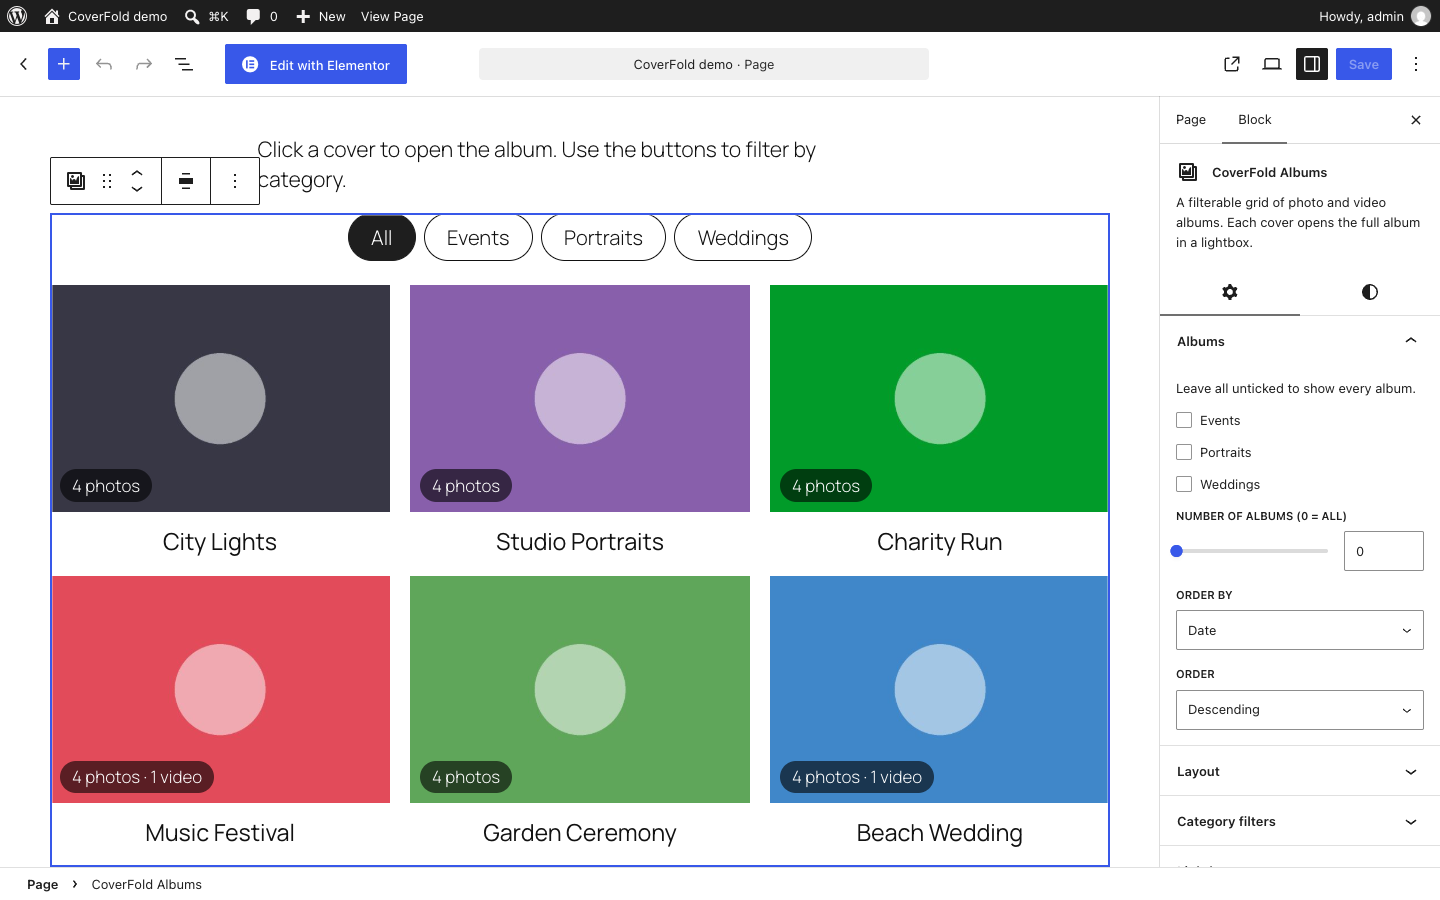 CoverFold demo
⌘K
0
New
View Page
Howdy, admin
Edit with Elementor
CoverFold demo · Page
Save
Click a cover to open the album. Use the buttons to filter by
category.
All
Events
Portraits
Weddings
4 photos
4 photos
4 photos
City Lights
Studio Portraits
Charity Run
4 photos · 1 video
4 photos
4 photos · 1 video
Music Festival
Garden Ceremony
Beach Wedding
Page
Block
CoverFold Albums
A filterable grid of photo and video
albums. Each cover opens the full album
in a lightbox.
Albums
Leave all unticked to show every album.
Events
Portraits
Weddings
NUMBER OF ALBUMS (0 = ALL)
0
ORDER BY
Date
ORDER
Descending
Layout
Category filters
Page
CoverFold Albums